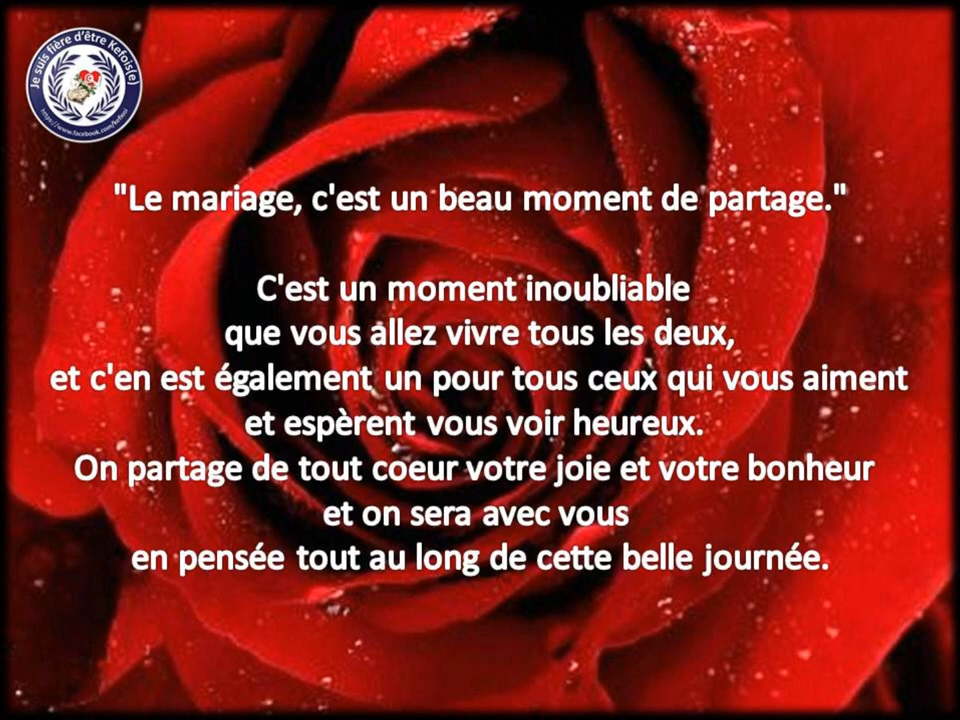 Je suis fière d'être Kefois(e)
"Le mariage, c'est un beau moment de partage."
C'est un moment inoubliable
que vous allez vivre tous les deux,
et c'en est également un pour tous ceux qui vous aiment
et espèrent vous voir heureux.
On partage de tout coeur votre joie et votre bonheur
et on sera avec vous
en pensée tout au long de cette belle journée.